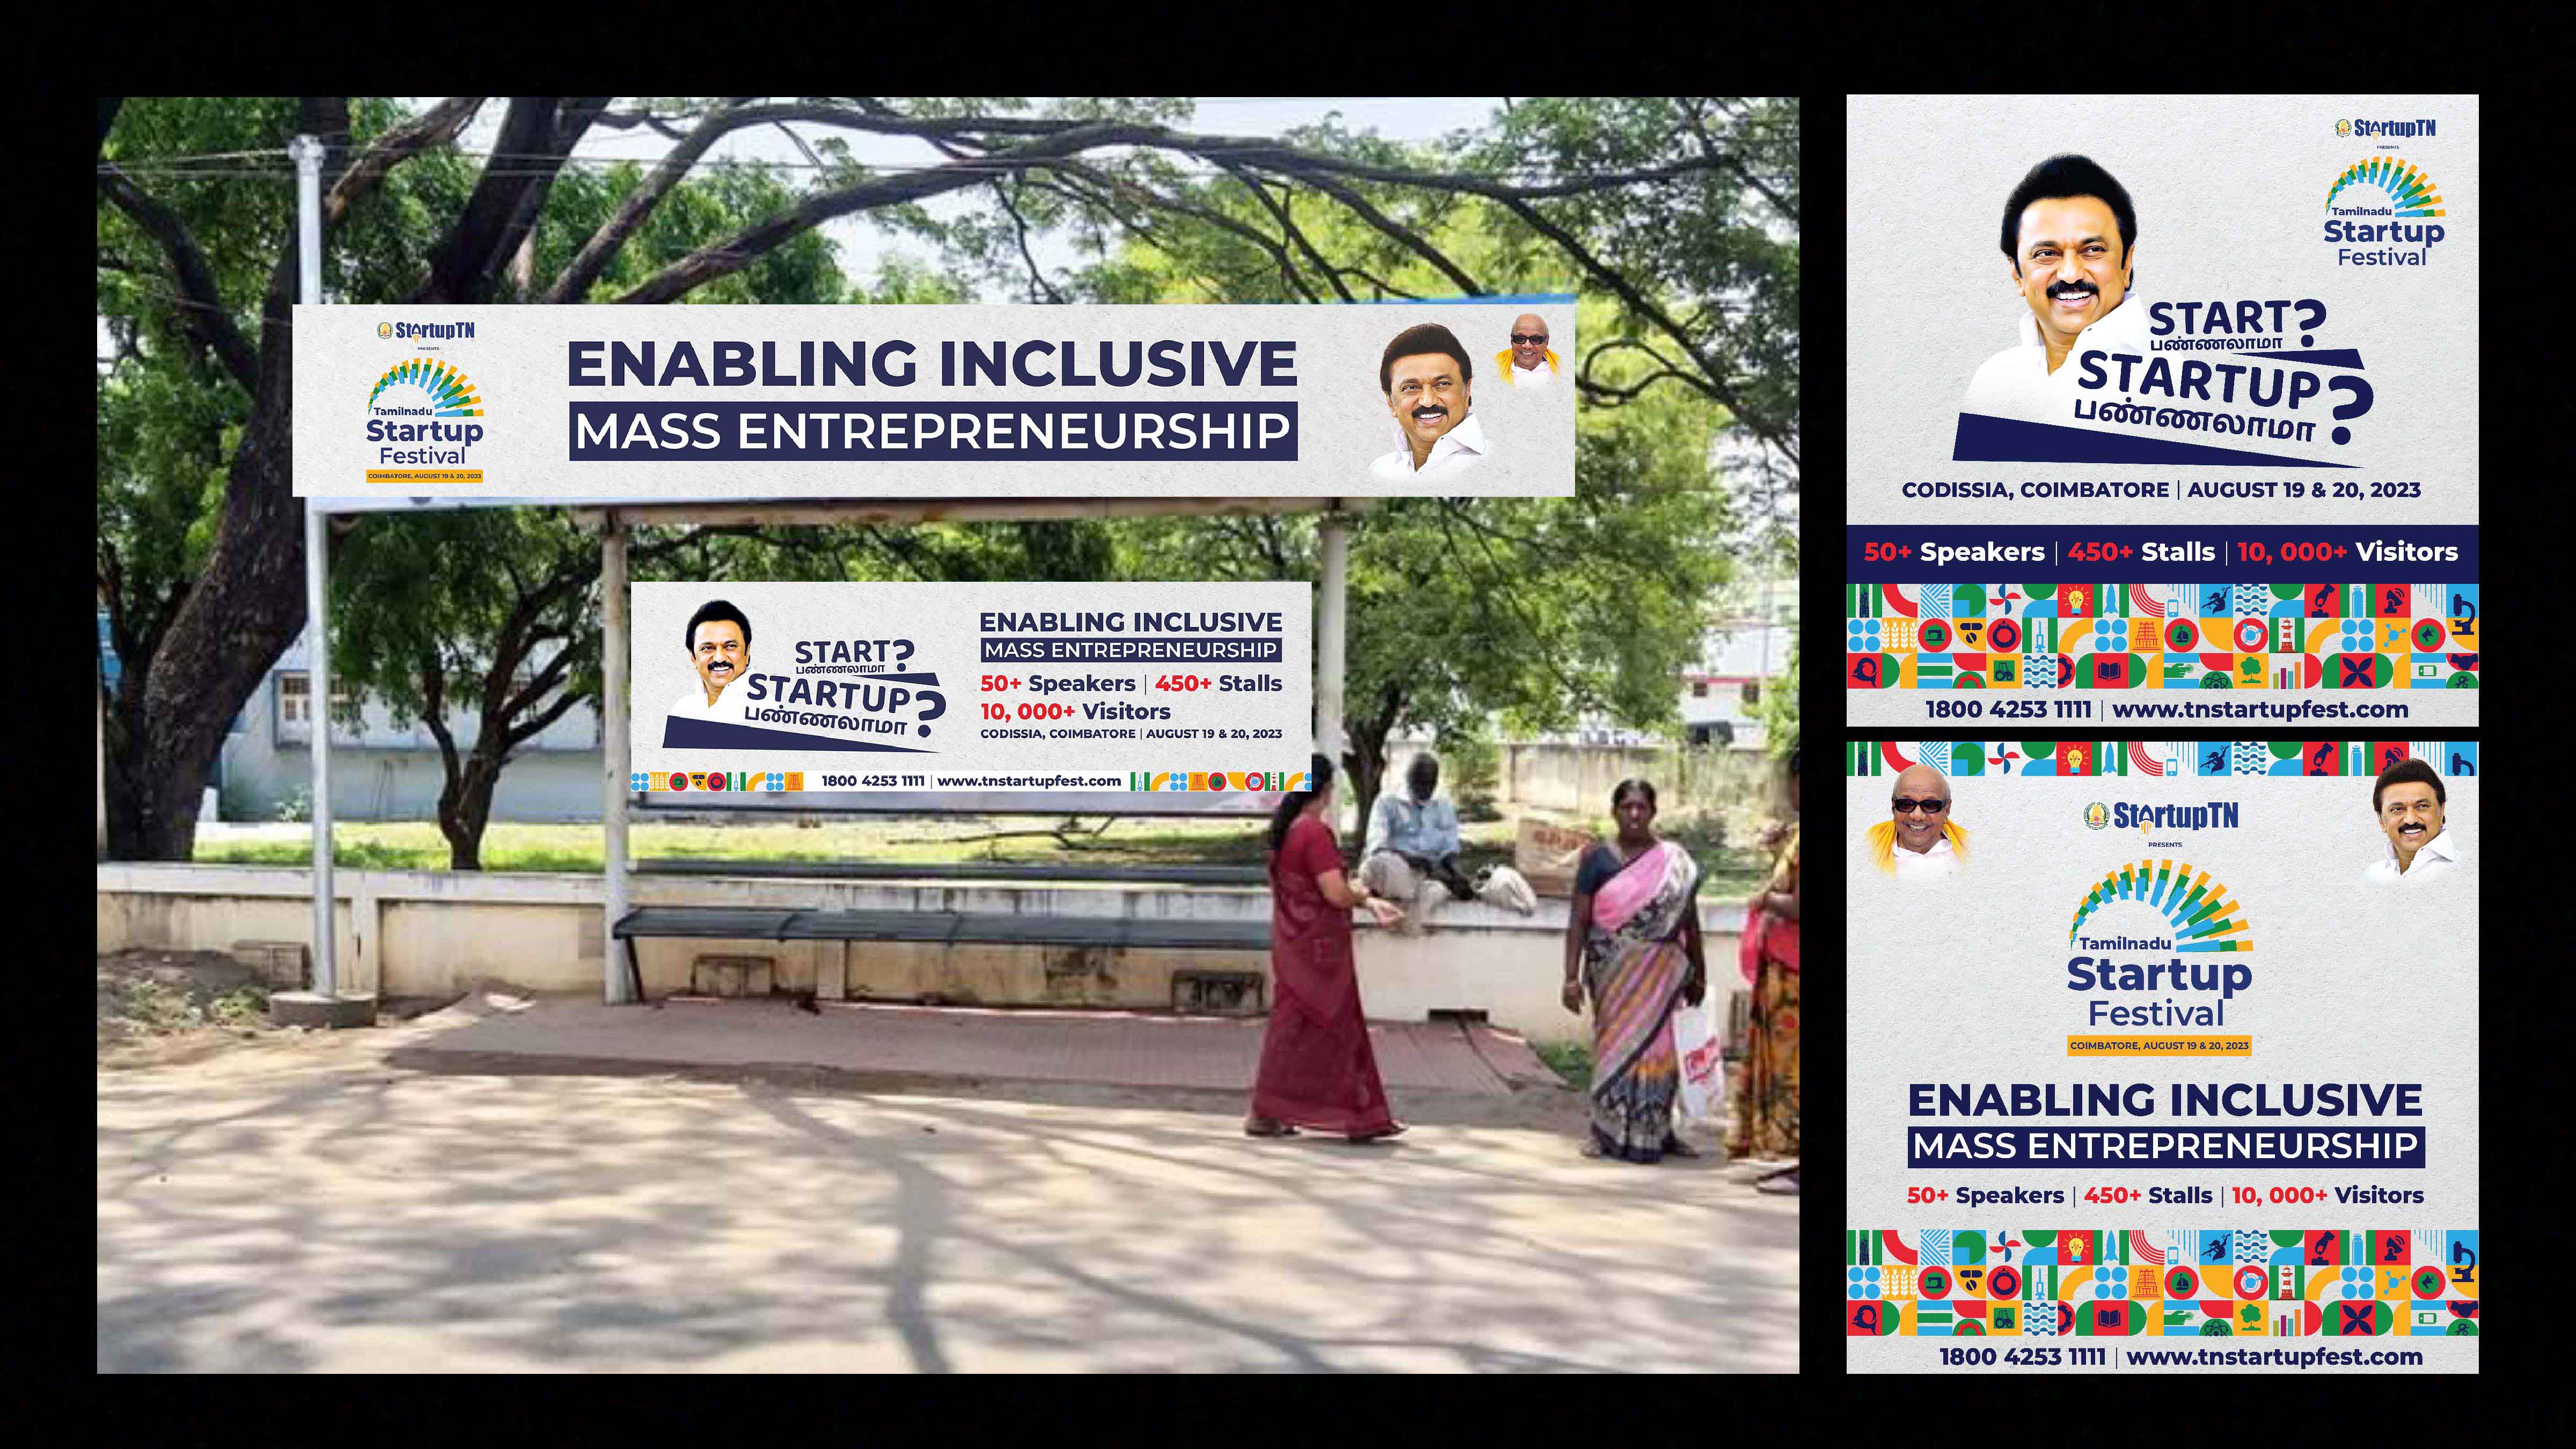 StartupTN
PRESENTS
Tamilnadu
Startup
Festival
COIMBATORE, AUGUST 19 & 20, 2023
ENABLING INCLUSIVE
MASS ENTREPRENEURSHIP
START?
பண்ணலாமா
STARTUP?
பண்ணலாமா
ENABLING INCLUSIVE
MASS ENTREPRENEURSHIP
50+ Speakers | 450+ Stalls
10, 000+ Visitors
CODISSIA, COIMBATORE | AUGUST 19 & 20, 2023
1800 4253 1111 | www.tnstartupfest.com
StartupTN
PRESENTS
Tamilnadu
Startup
Festival
START?
பண்ணலாமா
STARTUP?
பண்ணலாமா
CODISSIA, COIMBATORE | AUGUST 19 & 20, 2023
50+ Speakers | 450+ Stalls | 10, 000+ Visitors
1800 4253 1111 | www.tnstartupfest.com
StartupTN
PRESENTS
Tamilnadu
Startup
Festival
COIMBATORE, AUGUST 19 & 20, 2023
ENABLING INCLUSIVE
MASS ENTREPRENEURSHIP
50+ Speakers | 450+ Stalls | 10, 000+ Visitors
1800 4253 1111 | www.tnstartupfest.com